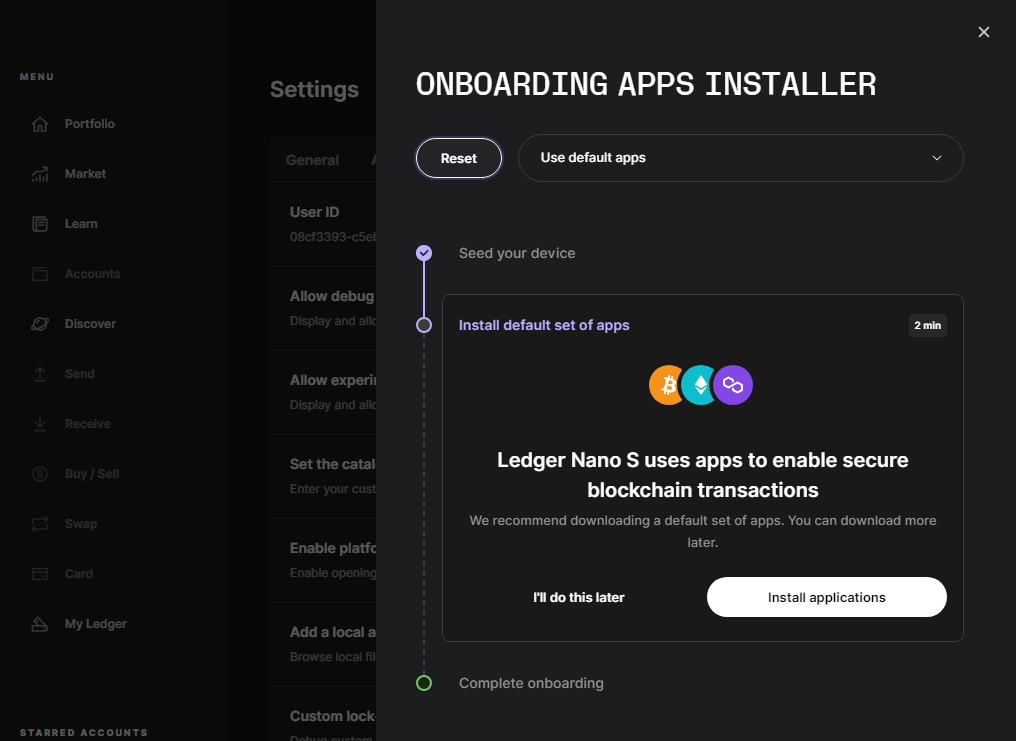 MENU
Portfolio
Market
Learn
Accounts
Discover
Send
Receive
Buy / Sell
Swap
Card
My Ledger
STARRED ACCOUNTS
Settings
General
User ID
08cf3393-c5eb
Allow debug
Display and allo
Allow experi
Display and allo
Set the catal
Enter your cust
Enable platfo
Enable opening
Add a local a
Browse local fil
Custom lock-
Debug custom
ONBOARDING APPS INSTALLER
Reset
Use default apps
Seed your device
Install default set of apps
2 min
Ledger Nano S uses apps to enable secure
blockchain transactions
We recommend downloading a default set of apps. You can download more
later.
I'll do this later
Install applications
Complete onboarding